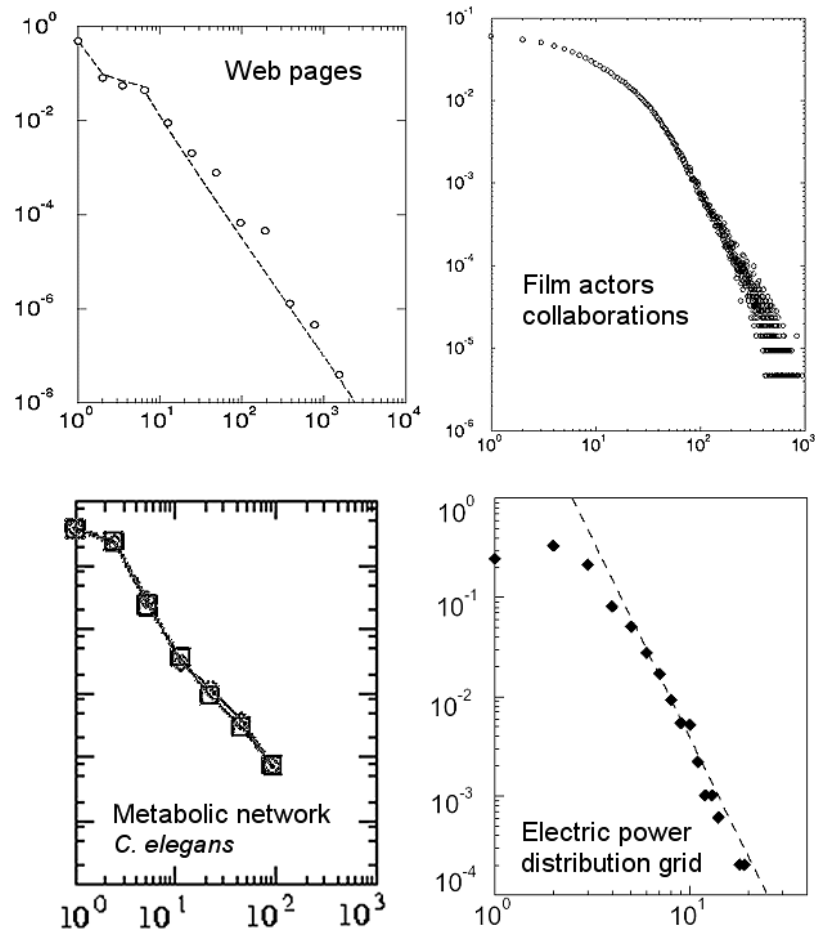 10^0
10^-2
10^-4
10^-6
10^-8
Web pages
10^0 10^1 10^2 10^3 10^4
10^-1
10^-2
10^-3
10^-4
10^-5
10^-6
Film actors
collaborations
10^0 10^1 10^2 10^3
Metabolic network
C. elegans
10^0 10^1 10^2 10^3
10^0
10^-1
10^-2
10^-3
10^-4
Electric power
distribution grid
10^0 10^1